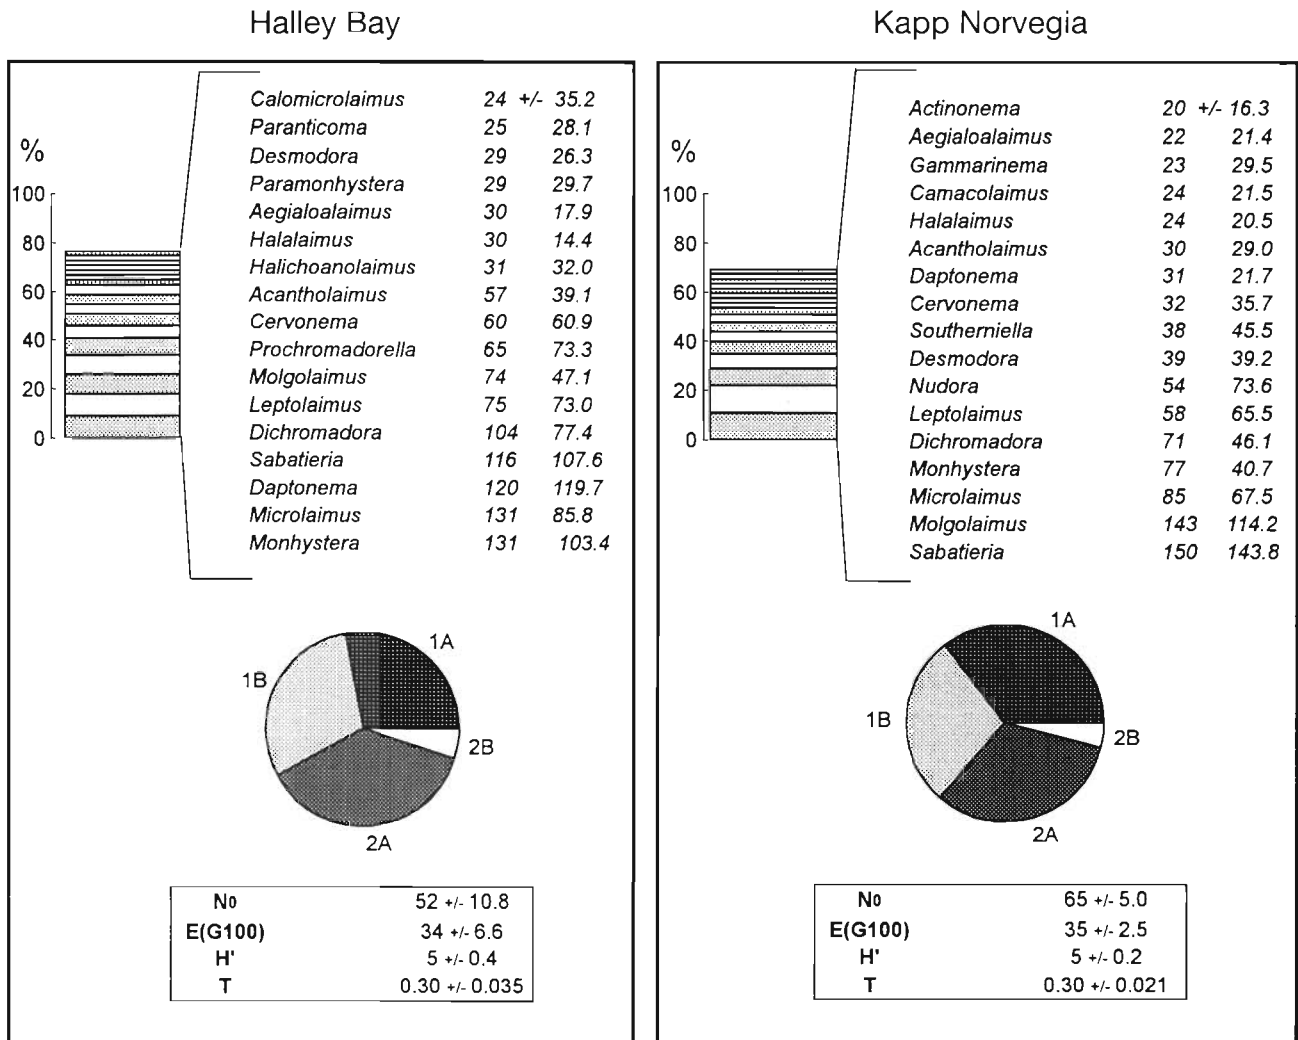 Halley Bay
Calomicrolaimus 24 +/- 35.2
Paranticoma 25 28.1
Desmodora 29 26.3
Paramonhystera 29 29.7
Aegialoalaimus 30 17.9
Halalaimus 30 14.4
Halichoanolaimus 31 32.0
Acantholaimus 57 39.1
Cervonema 60 60.9
Prochromadorella 65 73.3
Molgolaimus 74 47.1
Leptolaimus 75 73.0
Dichromadora 104 77.4
Sabatieria 116 107.6
Daptonema 120 119.7
Microlaimus 131 85.8
Monhystera 131 103.4
%
100
80
60
40
20
0
1A
1B
2B
2A
No 52 +/- 10.8
E(G100) 34 +/- 6.6
H' 5 +/- 0.4
T 0.30 +/- 0.035
Kapp Norvegia
Actinonema 20 +/- 16.3
Aegialoalaimus 22 21.4
Gammarinema 23 29.5
Camacolaimus 24 21.5
Halalaimus 24 20.5
Acantholaimus 30 29.0
Daptonema 31 21.7
Cervonema 32 35.7
Southerniella 38 45.5
Desmodora 39 39.2
Nudora 54 73.6
Leptolaimus 58 65.5
Dichromadora 71 46.1
Monhystera 77 40.7
Microlaimus 85 67.5
Molgolaimus 143 114.2
Sabatieria 150 143.8
%
100
80
60
40
20
0
1A
1B
2B
2A
No 65 +/- 5.0
E(G100) 35 +/- 2.5
H' 5 +/- 0.2
T 0.30 +/- 0.021